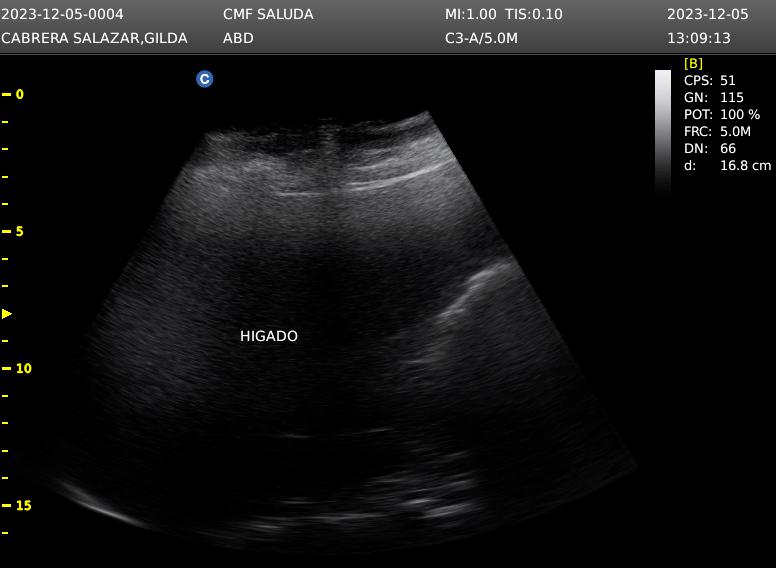 2023-12-05-0004 CMF SALUDA MI:1.00 TIS:0.10 2023-12-05
CABRERA SALAZAR,GILDA ABD C3-A/5.0M 13:09:13
[B]
C
CPS: 51
0
GN: 115
POT: 100 %
FRC: 5.0M
DN: 66
d: 16.8 cm
5
HIGADO
10
15